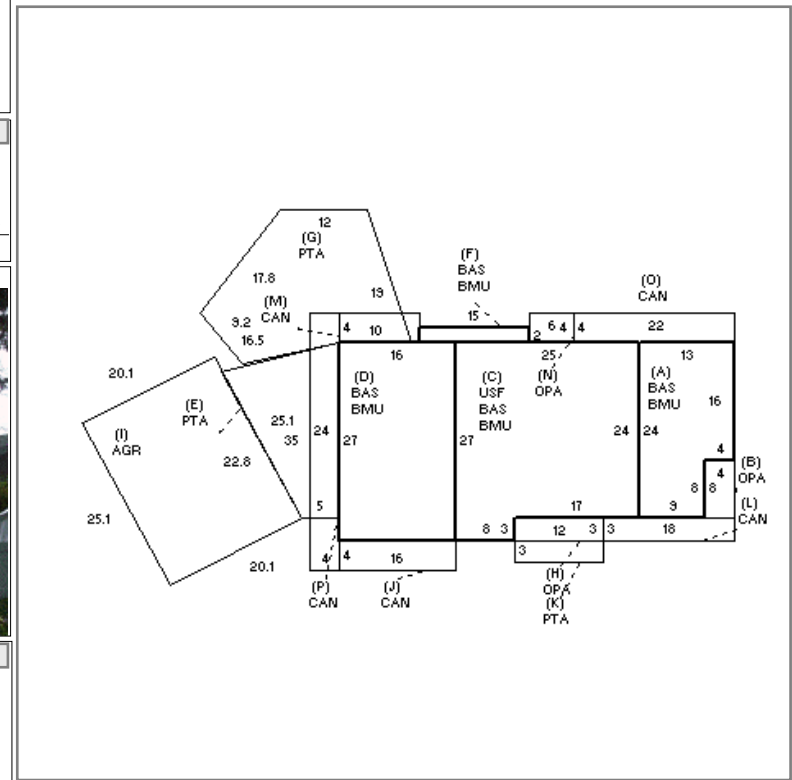 12
(G)
PTA
17.8
19
(M)
CAN
9.2
16.5
4
10
(F)
BAS
BMU
15
2
6 4
4
22
(O)
CAN
20.1
(E)
PTA
(I)
AGR
25.1
35
22.8
25.1
20.1
24
5
16
(D)
BAS
BMU
27
27
(C)
USF
BAS
BMU
25
(N)
OPA
24
24
13
(A)
BAS
BMU
16
4
4
8
8
9
(B)
OPA
(L)
CAN
17
8
3
12
3
3
18
3
4
4
16
(P)
CAN
(J)
CAN
(H)
OPA
(K)
PTA